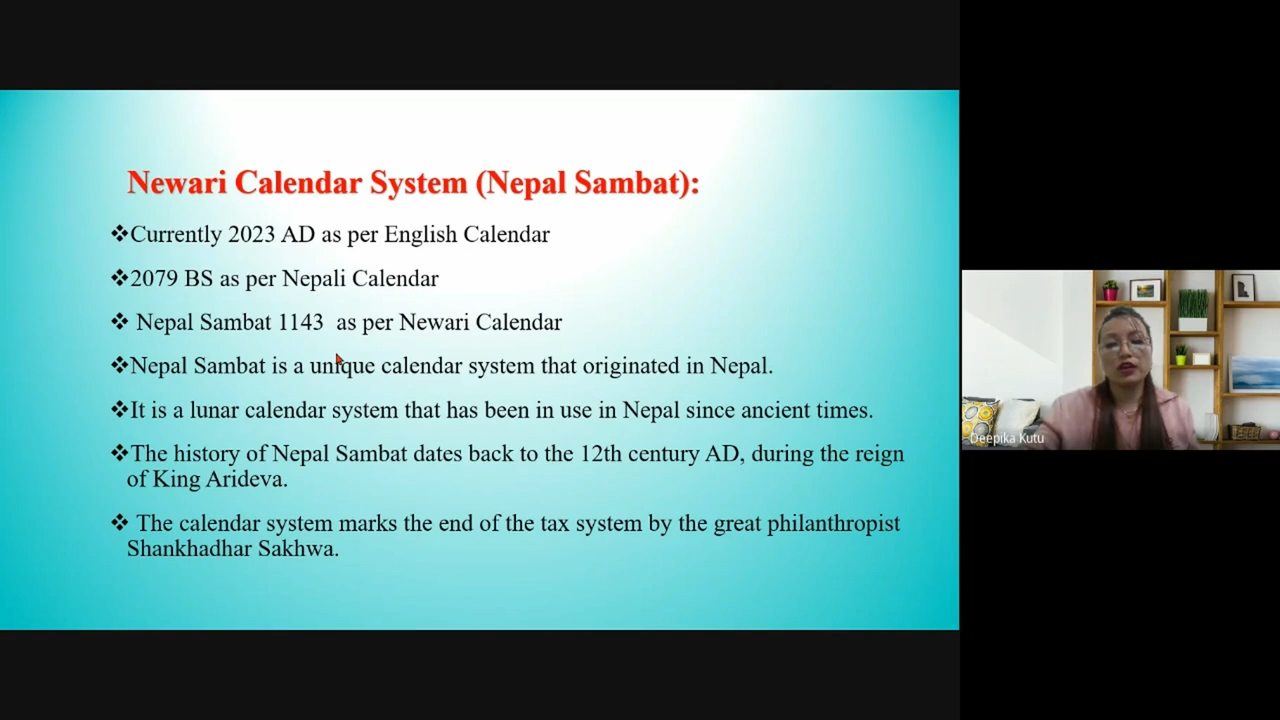 Newari Calendar System (Nepal Sambat):
❖Currently 2023 AD as per English Calendar
❖2079 BS as per Nepali Calendar
❖ Nepal Sambat 1143  as per Newari Calendar
❖Nepal Sambat is a unique calendar system that originated in Nepal.
❖It is a lunar calendar system that has been in use in Nepal since ancient times.
❖The history of Nepal Sambat dates back to the 12th century AD, during the reign
of King Arideva.
❖ The calendar system marks the end of the tax system by the great philanthropist
Shankhadhar Sakhwa.
Deepika Kutu